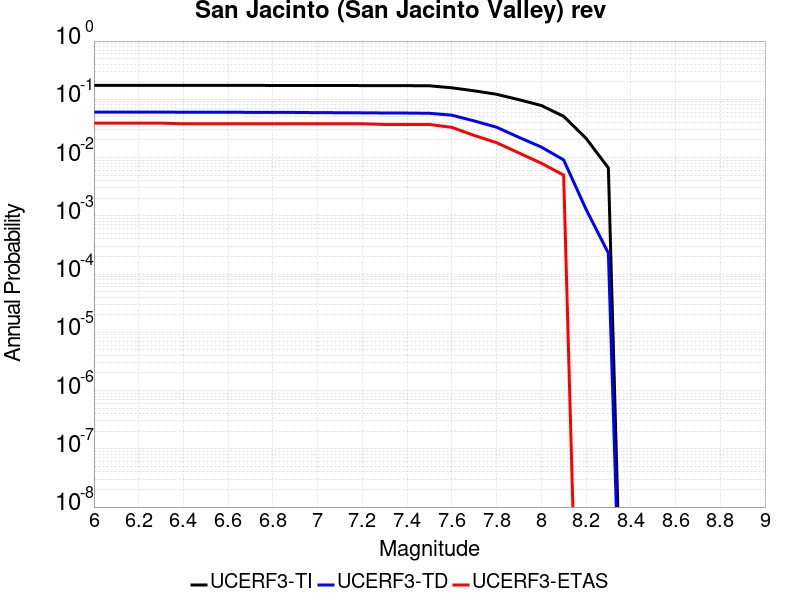 San Jacinto (San Jacinto Valley) rev
10^0
10^-1
10^-2
10^-3
10^-4
10^-5
10^-6
10^-7
10^-8
Annual Probability
6 6.2 6.4 6.6 6.8 7 7.2 7.4 7.6 7.8 8 8.2 8.4 8.6 8.8 9
Magnitude
UCERF3-TI UCERF3-TD UCERF3-ETAS